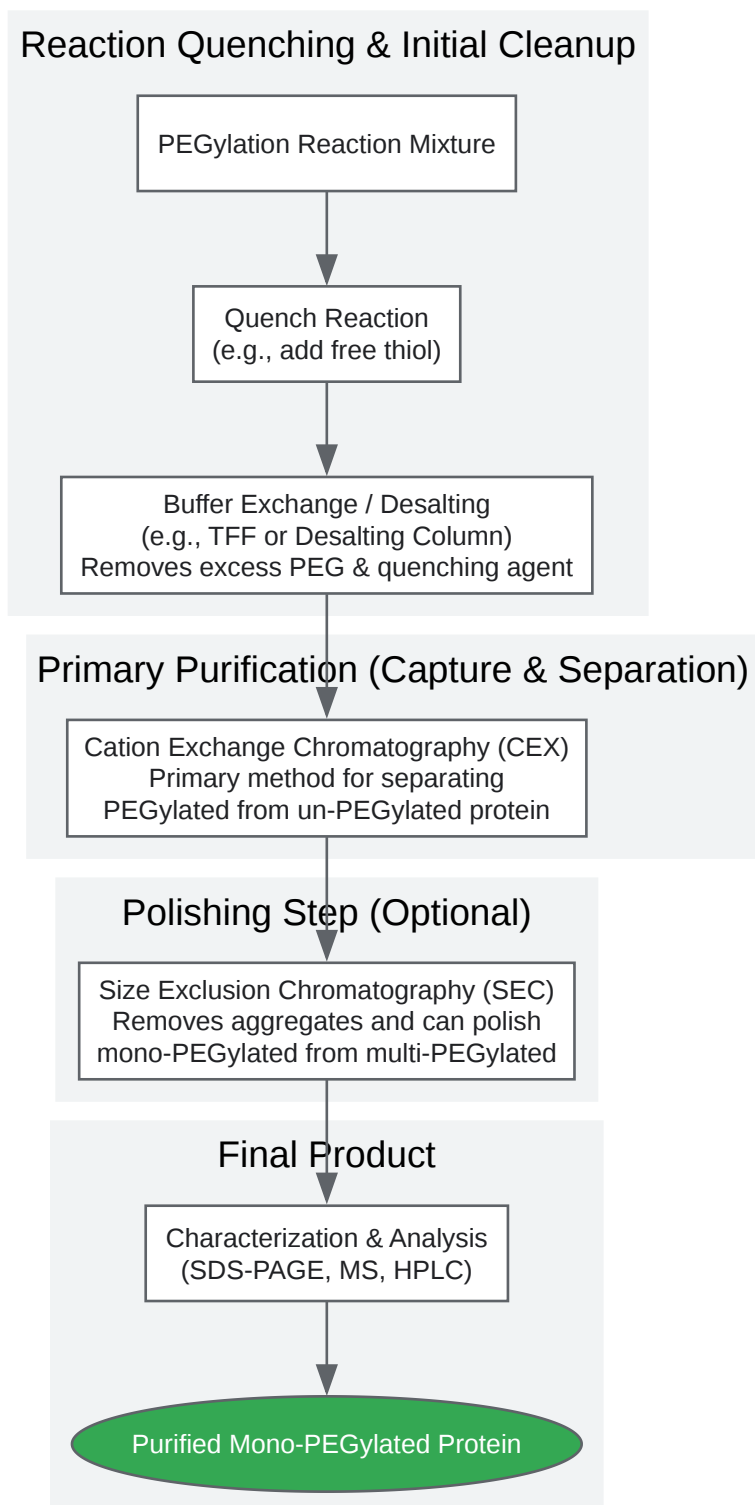 Reaction Quenching & Initial Cleanup
PEGylation Reaction Mixture
Quench Reaction
(e.g., add free thiol)
Buffer Exchange / Desalting
(e.g., TFF or Desalting Column)
Removes excess PEG & quenching agent
Primary Purification (Capture & Separation)
Cation Exchange Chromatography (CEX)
Primary method for separating
PEGylated from un-PEGylated protein
Polishing Step (Optional)
Size Exclusion Chromatography (SEC)
Removes aggregates and can polish
mono-PEGylated from multi-PEGylated
Final Product
Characterization & Analysis
(SDS-PAGE, MS, HPLC)
Purified Mono-PEGylated Protein